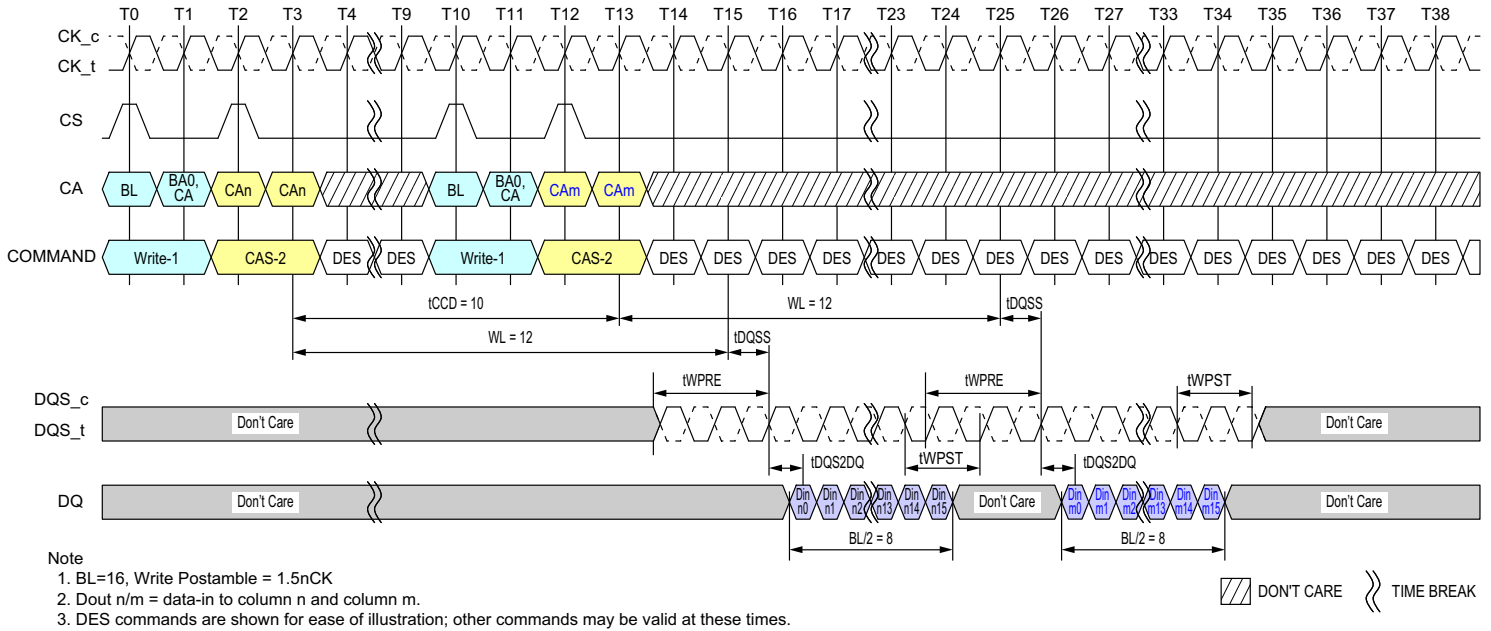 T0 T1 T2 T3 T4 T9 T10 T11 T12 T13 T14 T15 T16 T17 T23 T24 T25 T26 T27 T33 T34 T35 T36 T37 T38
CK_c
CK_t
CS
CA BL BA0, CA CAn CAn BL BA0, CA CAm CAm
COMMAND Write-1 CAS-2 DES DES Write-1 CAS-2 DES DES DES DES DES DES DES DES DES DES DES DES DES DES DES
tCCD = 10 WL = 12 tDQSS
WL = 12 tDQSS
tWPRE tWPRE tWPST
DQS_c
DQS_t Don't Care Don't Care
tDQS2DQ tWPST tDQS2DQ
DQ Don't Care Din n0 Din n1 Din n2 Din n13 Din n14 Din n15 Don't Care Din m0 Din m1 Din m2 Din m13 Din m14 Din m15 Don't Care
BL/2 = 8 BL/2 = 8
Note
1. BL=16, Write Postamble = 1.5nCK
2. Dout n/m = data-in to column n and column m.
3. DES commands are shown for ease of illustration; other commands may be valid at these times.
DON'T CARE TIME BREAK